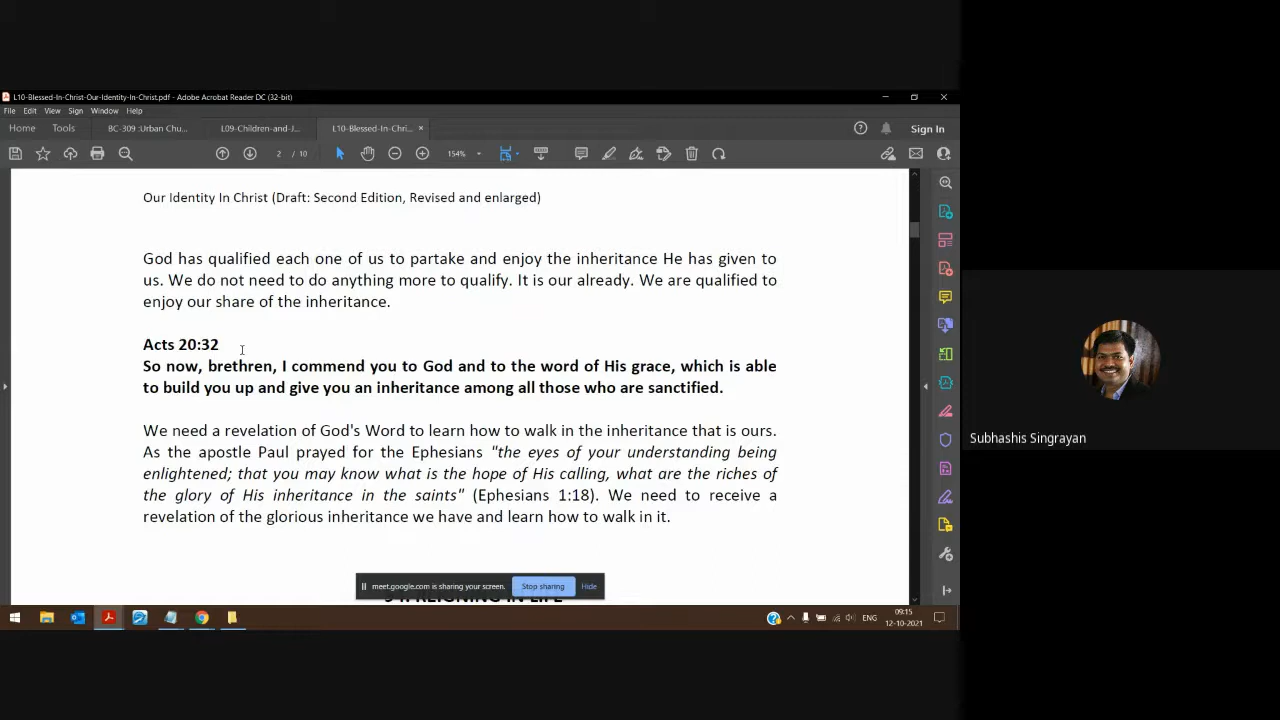 L10-Blessed-In-Christ-Our-Identity-In-Christ.pdf - Adobe Acrobat Reader DC (32-bit)
File Edit View Sign Window Help
Home Tools BC-309 :Urban Chu... L09-Children-and-J... L10-Blessed-In-Chri... × Sign In
2 / 10 154%
Our Identity In Christ (Draft: Second Edition, Revised and enlarged)
God has qualified each one of us to partake and enjoy the inheritance He has given to
us. We do not need to do anything more to qualify. It is our already. We are qualified to
enjoy our share of the inheritance.
Acts 20:32
So now, brethren, I commend you to God and to the word of His grace, which is able
to build you up and give you an inheritance among all those who are sanctified.
We need a revelation of God's Word to learn how to walk in the inheritance that is ours.
As the apostle Paul prayed for the Ephesians "the eyes of your understanding being
enlightened; that you may know what is the hope of His calling, what are the riches of
the glory of His inheritance in the saints" (Ephesians 1:18). We need to receive a
revelation of the glorious inheritance we have and learn how to walk in it.
meet.google.com is sharing your screen. Stop sharing Hide
REIGNING IN LIFE
ENG 09:15
12-10-2021
Subhashis Singrayan